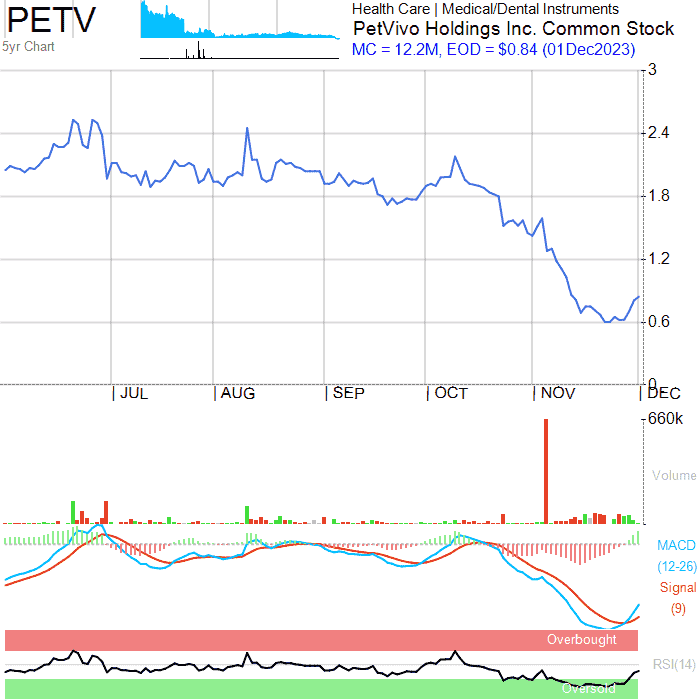 PETV
5yr Chart
Health Care | Medical/Dental Instruments
PetVivo Holdings Inc. Common Stock
MC = 12.2M, EOD = $0.84 (01Dec2023)
3
2.4
1.8
1.2
0.6
0
JUL
AUG
SEP
OCT
NOV
DEC
660k
Volume
MACD
(12-26)
Signal
(9)
Overbought
RSI(14)
Oversold